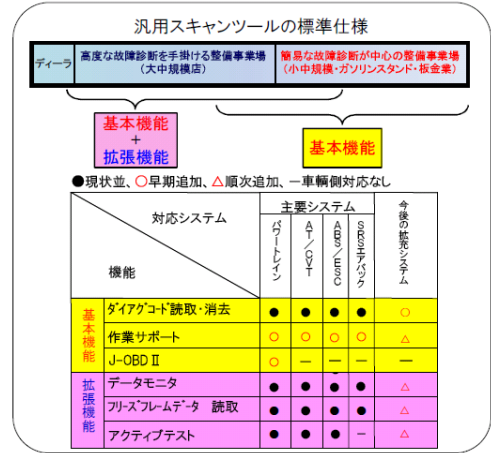 汎用スキャンツールの標準仕様
ディーラ
高度な故障診断を手掛ける整備事業場
（大中規模店）
簡易な故障診断が中心の整備事業場
（小中規模・ガソリンスタンド・板金業）
基本機能
+
拡張機能
基本機能
●現状並、○早期追加、△順次追加、－車輌側対応なし
対応システム
機能
主要システム
パワートレイン
AT／CVT
ABS／ESC
SRSエアバック
今後の拡充システム
基本機能
ダイアグコード読取・消去 ● ● ● ● ○
作業サポート ○ ○ ○ ○ △
J-OBDⅡ ○ － － － －
拡張機能
データモニタ ● ● ● ● △
フリーズフレームデータ 読取 ● ● ● ● △
アクティブテスト ● ● ● － △